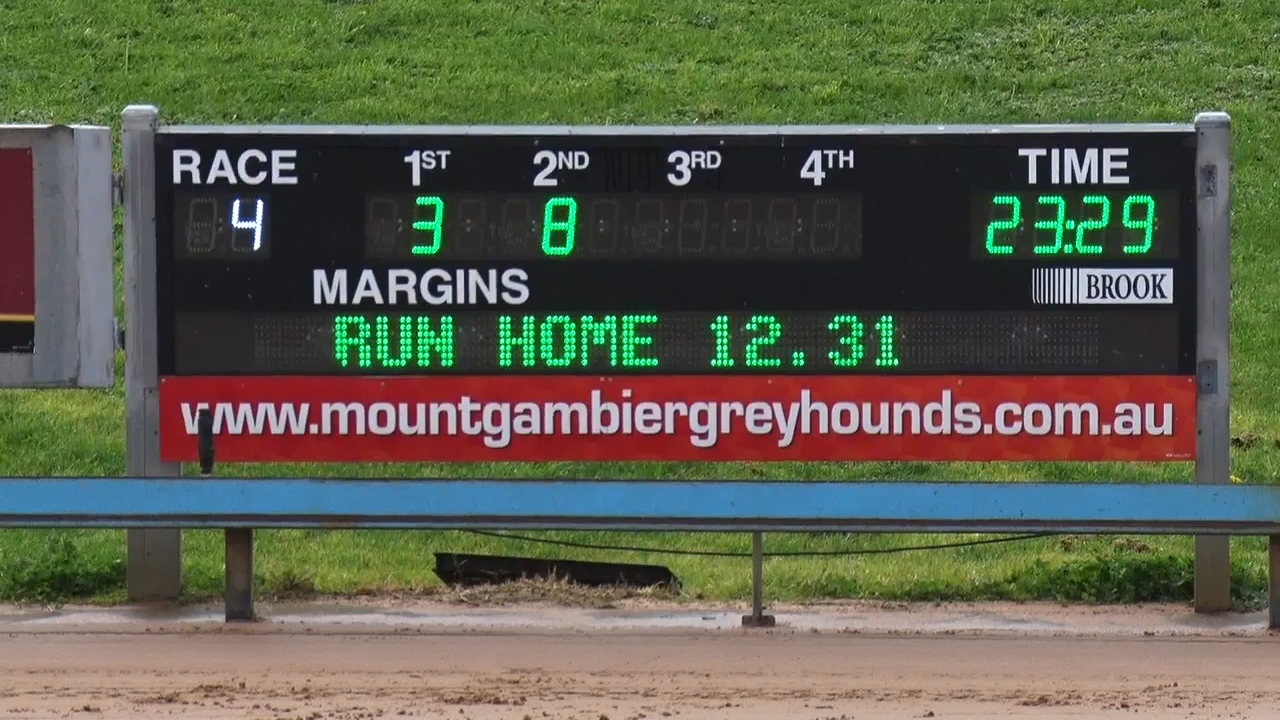 RACE 1ST 2ND 3RD 4TH TIME
4 3 8 23:29
MARGINS BROOK
RUN HOME 12.31
www.mountgambiergreyhounds.com.au